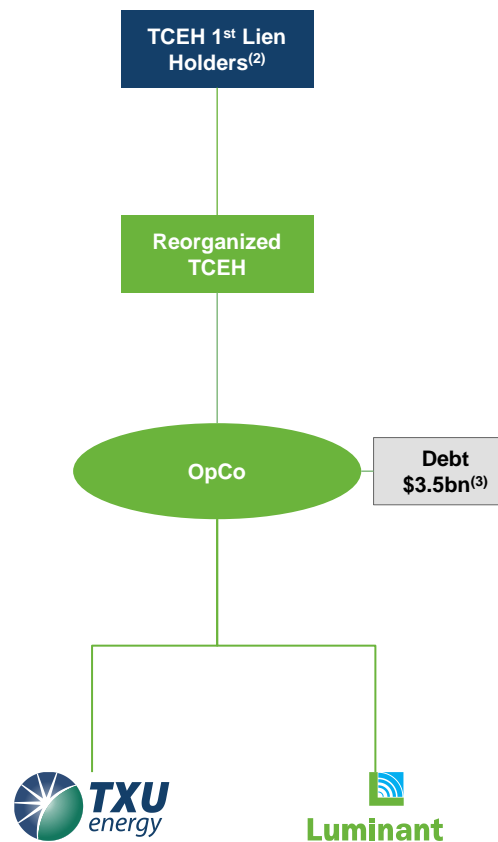 TCEH 1st Lien
Holders(2)
Reorganized
TCEH
OpCo
Debt
$3.5bn(3)
TXU
energy
Luminant